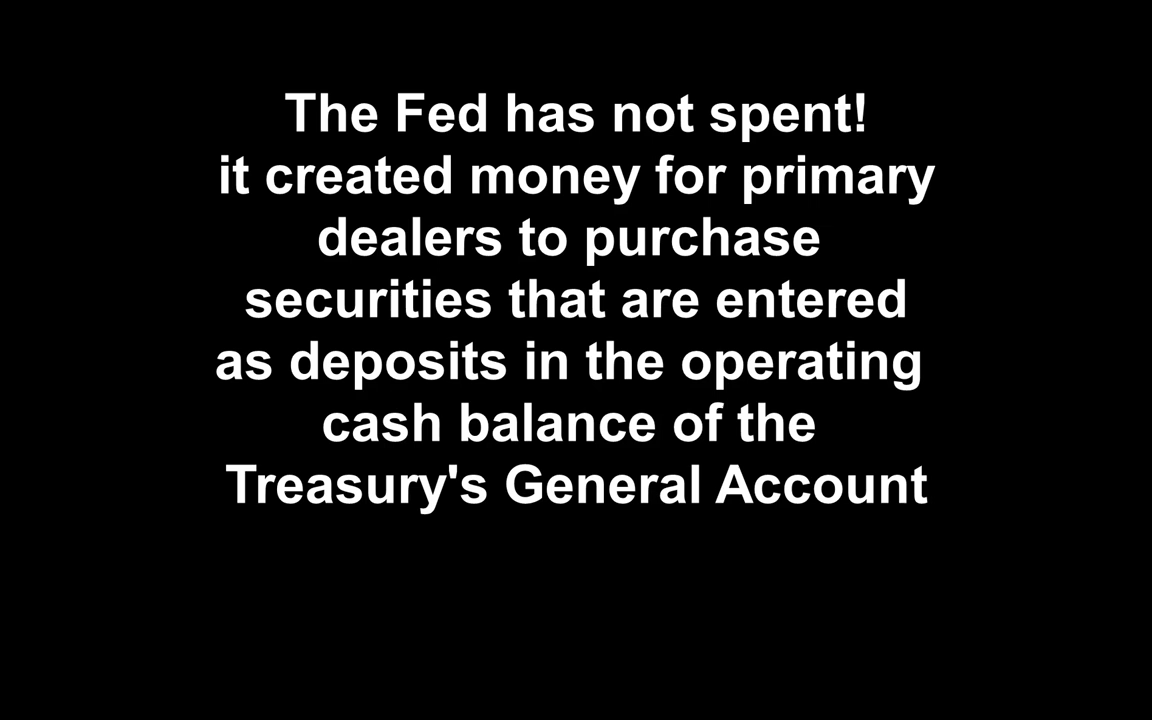 The Fed has not spent!
it created money for primary
dealers to purchase
securities that are entered
as deposits in the operating
cash balance of the
Treasury's General Account